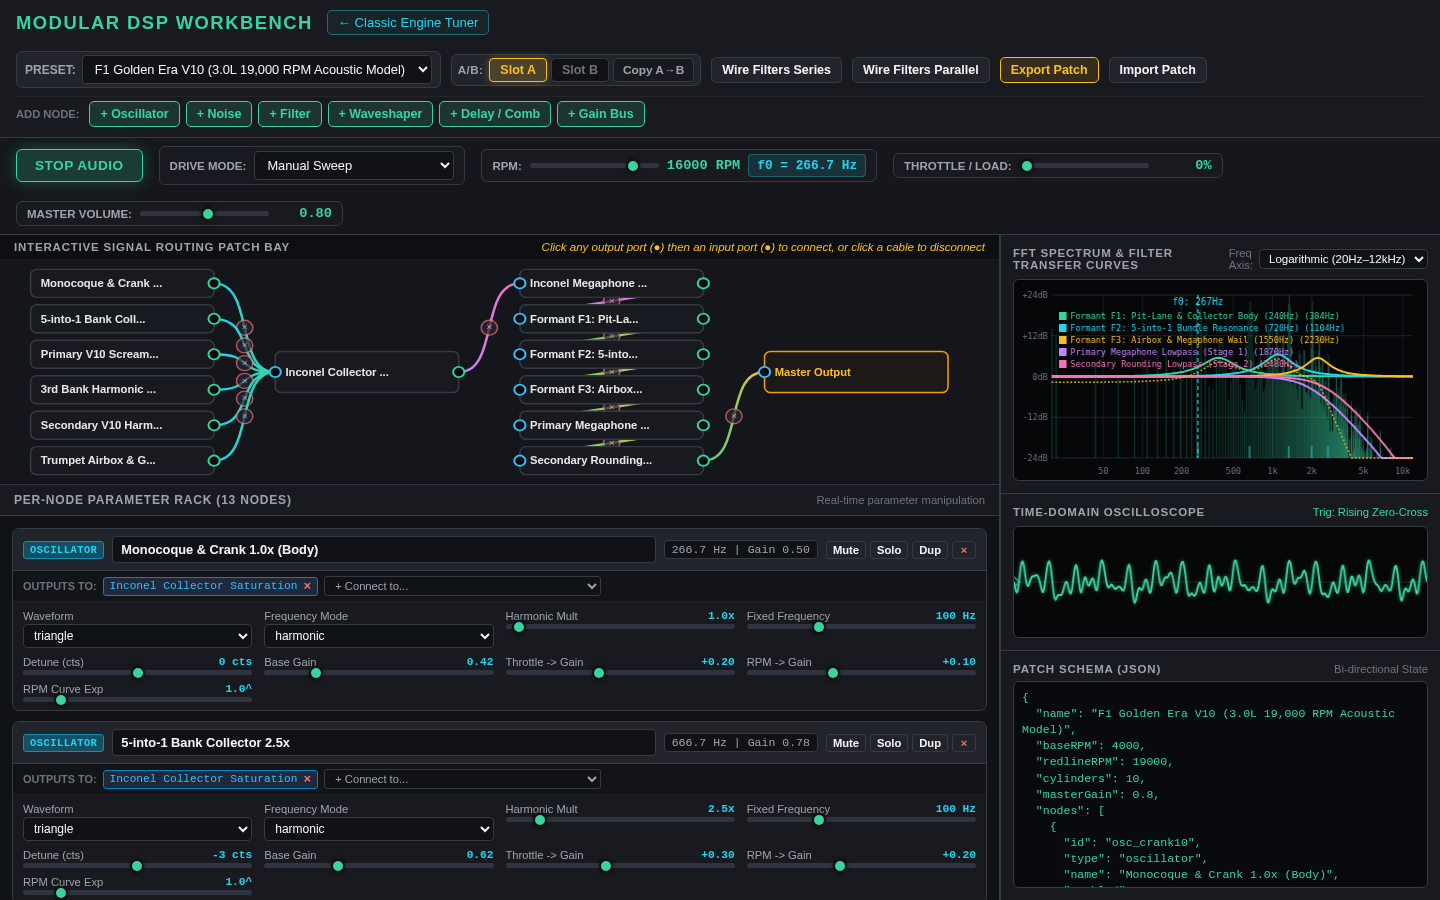 MODULAR DSP WORKBENCH
← Classic Engine Tuner
PRESET: F1 Golden Era V10 (3.0L 19,000 RPM Acoustic Model)
A/B: Slot A Slot B Copy A→B
Wire Filters Series
Wire Filters Parallel
Export Patch
Import Patch
ADD NODE: + Oscillator + Noise + Filter + Waveshaper + Delay / Comb + Gain Bus
STOP AUDIO
DRIVE MODE: Manual Sweep
RPM: 16000 RPM f0 = 266.7 Hz
THROTTLE / LOAD: 0%
MASTER VOLUME: 0.80
INTERACTIVE SIGNAL ROUTING PATCH BAY
Click any output port (●) then an input port (●) to connect, or click a cable to disconnect
Monocoque & Crank ...
5-into-1 Bank Coll...
Primary V10 Scream...
3rd Bank Harmonic ...
Secondary V10 Harm...
Trumpet Airbox & G...
Inconel Collector ...
Inconel Megaphone ...
Formant F1: Pit-La...
Formant F2: 5-into...
Formant F3: Airbox...
Primary Megaphone ...
Secondary Rounding...
Master Output
PER-NODE PARAMETER RACK (13 NODES)
Real-time parameter manipulation
OSCILLATOR Monocoque & Crank 1.0x (Body) 266.7 Hz | Gain 0.50 Mute Solo Dup ×
OUTPUTS TO: Inconel Collector Saturation × + Connect to...
Waveform Frequency Mode Harmonic Mult 1.0x Fixed Frequency 100 Hz
triangle harmonic
Detune (cts) 0 cts Base Gain 0.42 Throttle -> Gain +0.20 RPM -> Gain +0.10
RPM Curve Exp 1.0^
OSCILLATOR 5-into-1 Bank Collector 2.5x 666.7 Hz | Gain 0.78 Mute Solo Dup ×
OUTPUTS TO: Inconel Collector Saturation × + Connect to...
Waveform Frequency Mode Harmonic Mult 2.5x Fixed Frequency 100 Hz
triangle harmonic
Detune (cts) -3 cts Base Gain 0.62 Throttle -> Gain +0.30 RPM -> Gain +0.20
RPM Curve Exp 1.0^
FFT SPECTRUM & FILTER
TRANSFER CURVES
Freq
Axis:
Logarithmic (20Hz–12kHz)
+24dB
f0: 267Hz
Formant F1: Pit-Lane & Collector Body (240Hz) (384Hz)
Formant F2: 5-into-1 Bundle Resonance (720Hz) (1104Hz)
+12dB
Formant F3: Airbox & Megaphone Wail (1550Hz) (2230Hz)
Primary Megaphone Lowpass (Stage 1) (1870Hz)
Secondary Rounding Lowpass (Stage 2)
0dB
-12dB
-24dB
50 100 200 500 1k 2k 5k 10k
TIME-DOMAIN OSCILLOSCOPE
Trig: Rising Zero-Cross
PATCH SCHEMA (JSON)
Bi-directional State
{
"name": "F1 Golden Era V10 (3.0L 19,000 RPM Acoustic
Model)",
"baseRPM": 4000,
"redlineRPM": 19000,
"cylinders": 10,
"masterGain": 0.8,
"nodes": [
{
"id": "osc_crank10",
"type": "oscillator",
"name": "Monocoque & Crank 1.0x (Body)",